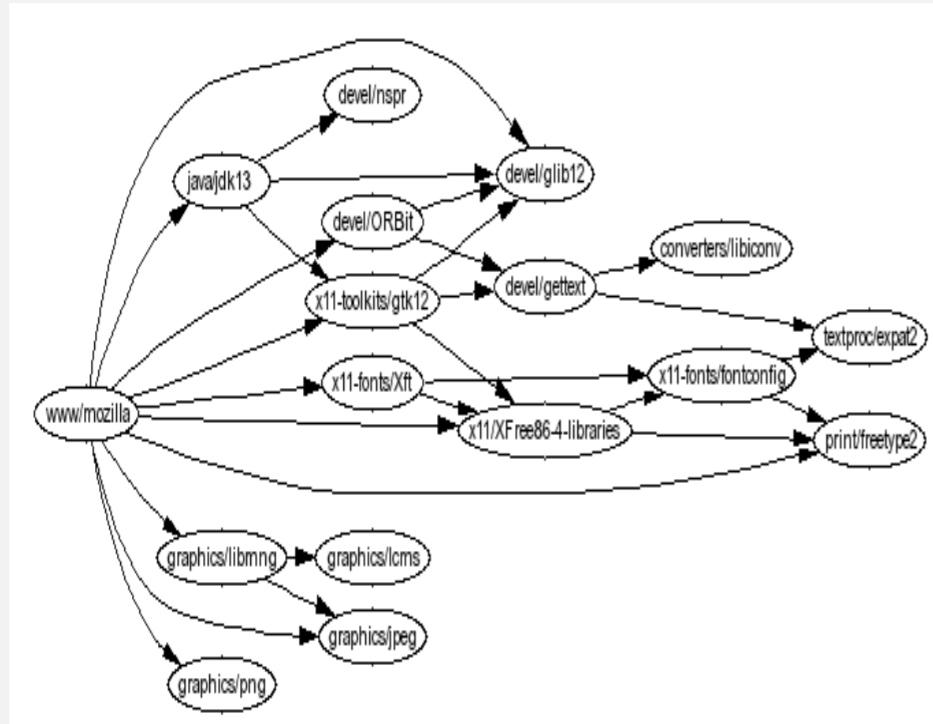 devel/nspr
java/jdk13
devel/glib12
devel/ORBit
converters/libiconv
devel/gettext
x11-toolkits/gtk12
textproc/expat2
x11-fonts/Xft
x11-fonts/fontconfig
www/mozilla
x11/XFree86-4-libraries
print/freetype2
graphics/libmng
graphics/lcms
graphics/jpeg
graphics/png